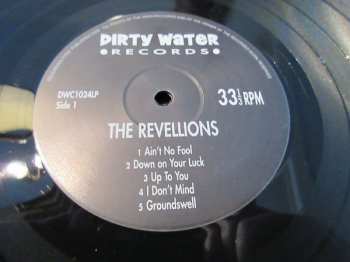 DiRTY WaTeR
RECORDS
DWC1024LP
Side 1
33⅓ RPM
THE REVELLIONS
1 Ain't No Fool
2 Down on Your Luck
3 Up To You
4 I Don't Mind
5 Groundswell